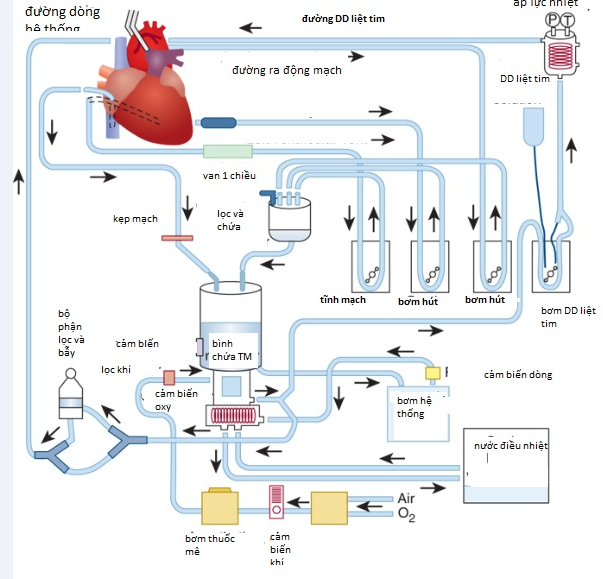 đường dòng
hệ thống
áp lực nhiệt
P T
đường DD liệt tim
đường ra động mạch
DD liệt tim
van 1 chiều
kẹp mạch
lọc và
chứa
tĩnh mạch
bơm hút
bơm hút
bơm DD liệt
tim
bộ
phận
lọc và
bẫy
cảm biến
bình
chứa TM
lọc khí
cảm biến
oxy
cảm biến dòng
bơm hệ
thống
nước điều nhiệt
Air
O2
bơm thuốc
mê
cảm
biến
khí